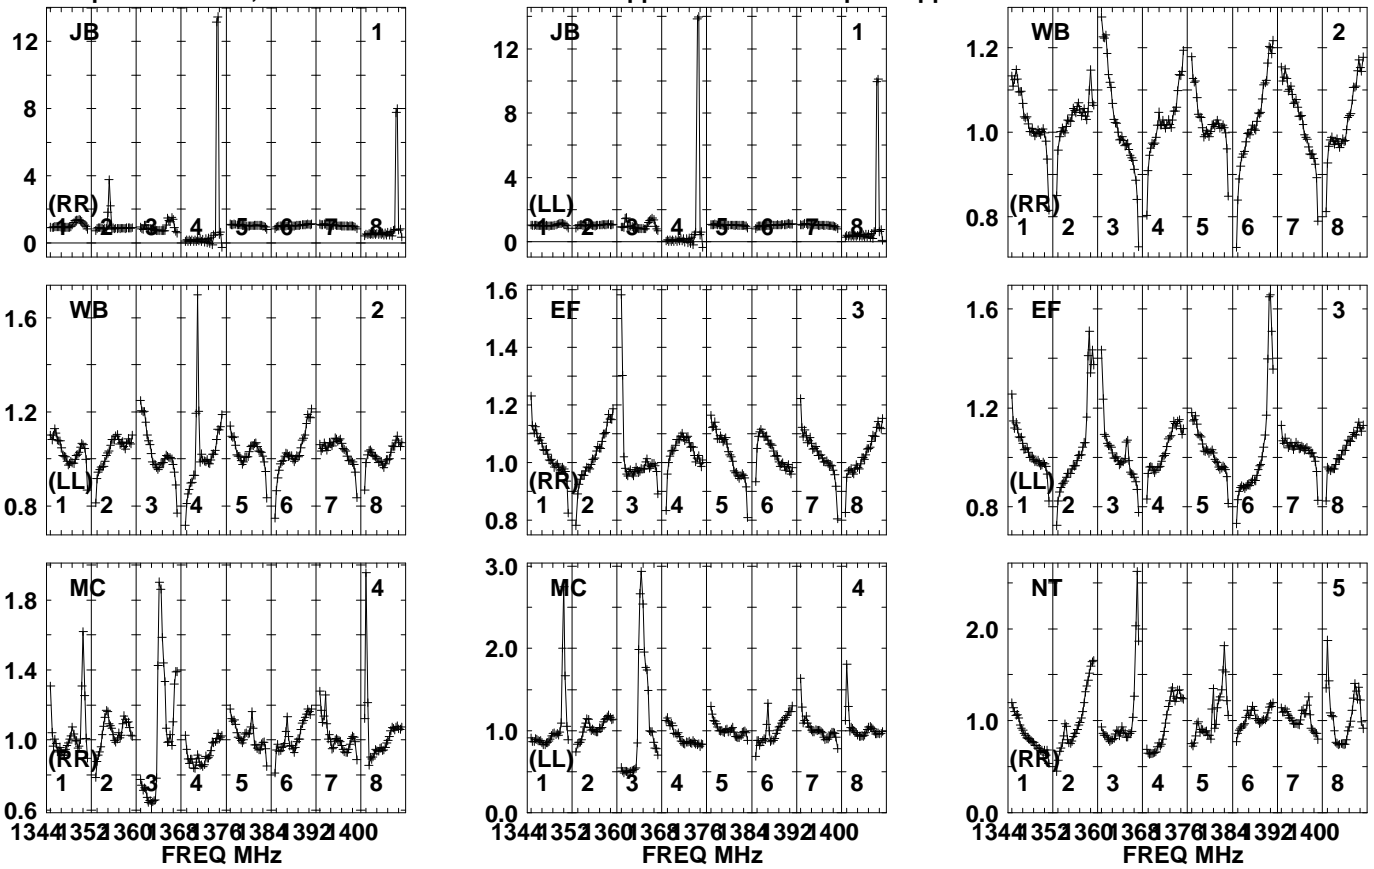 JB 1
12
8
4
0
(RR)
1 2 3 4 5 6 7 8
JB 1
12
8
4
0
(LL)
1 2 3 4 5 6 7 8
WB 2
1.2
1.0
0.8
(RR)
1 2 3 4 5 6 7 8
WB 2
1.6
1.2
0.8
(LL)
1 2 3 4 5 6 7 8
EF 3
1.6
1.4
1.2
1.0
0.8
(RR)
1 2 3 4 5 6 7 8
EF 3
1.6
1.2
0.8
(LL)
1 2 3 4 5 6 7 8
MC 4
1.8
1.4
1.0
0.6
(RR)
1 2 3 4 5 6 7 8
1344 1352 1360 1368 1376 1384 1392 1400
FREQ MHz
MC 4
3.0
2.0
1.0
0.0
(LL)
1 2 3 4 5 6 7 8
1344 1352 1360 1368 1376 1384 1392 1400
FREQ MHz
NT 5
2.0
1.0
0.0
(RR)
1 2 3 4 5 6 7 8
1344 1352 1360 1368 1376 1384 1392 1400
FREQ MHz